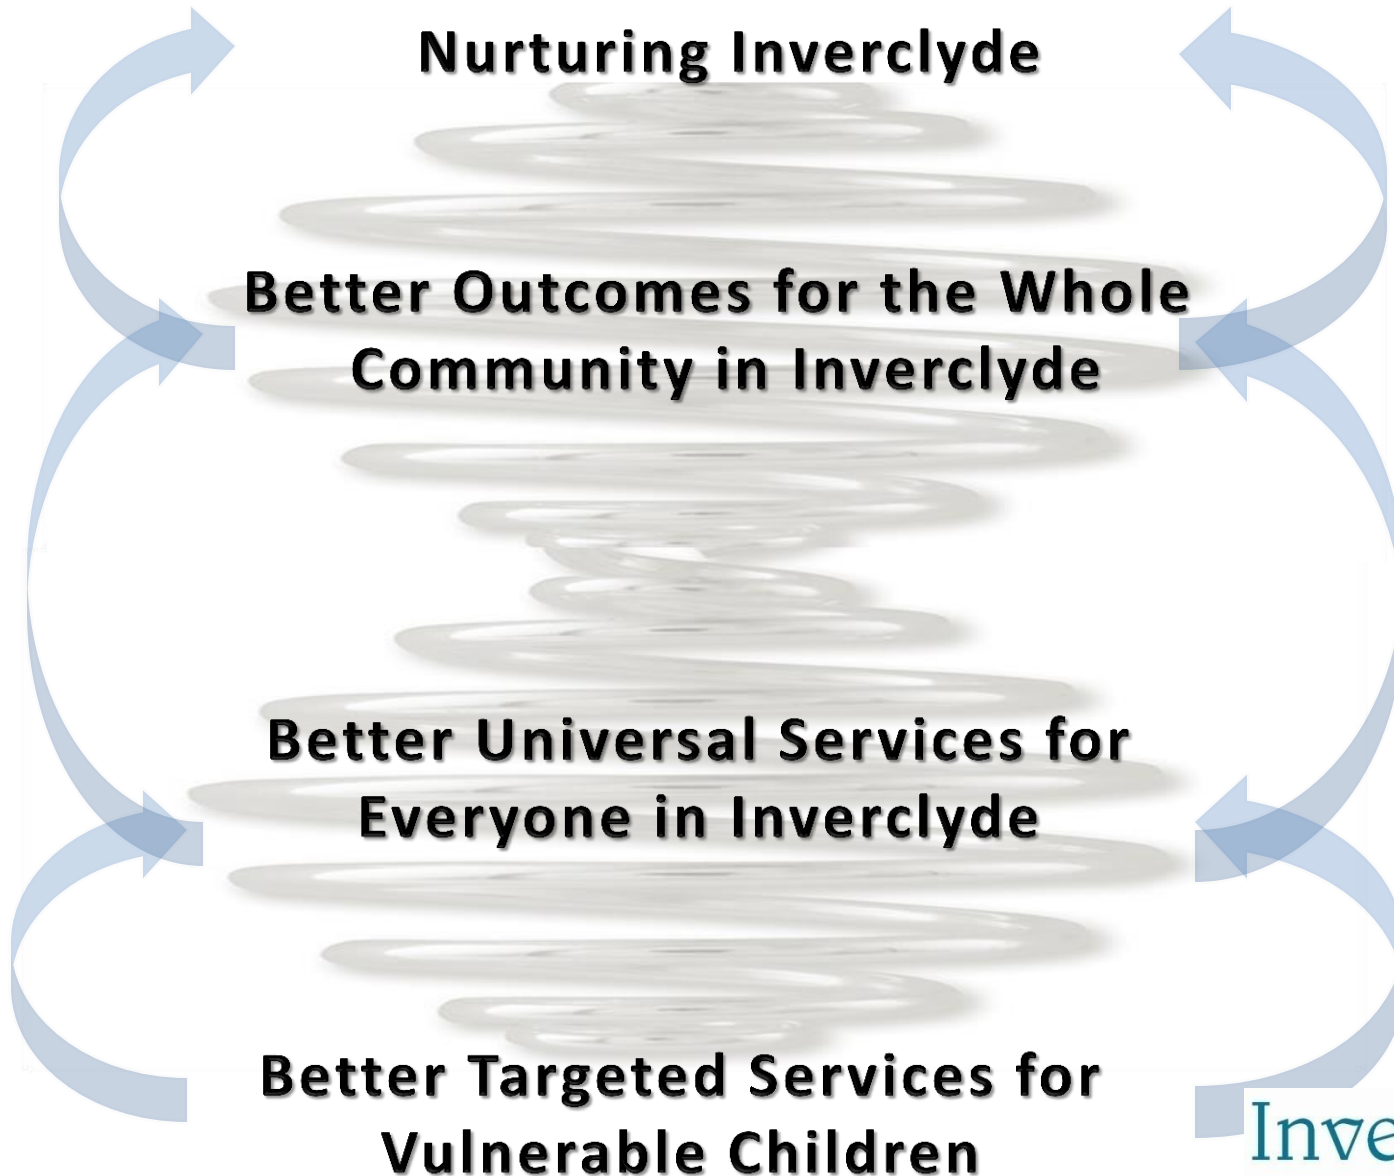 Nurturing Inverclyde
Better Outcomes for the Whole
Community in Inverclyde
Better Universal Services for
Everyone in Inverclyde
Better Targeted Services for
Vulnerable Children